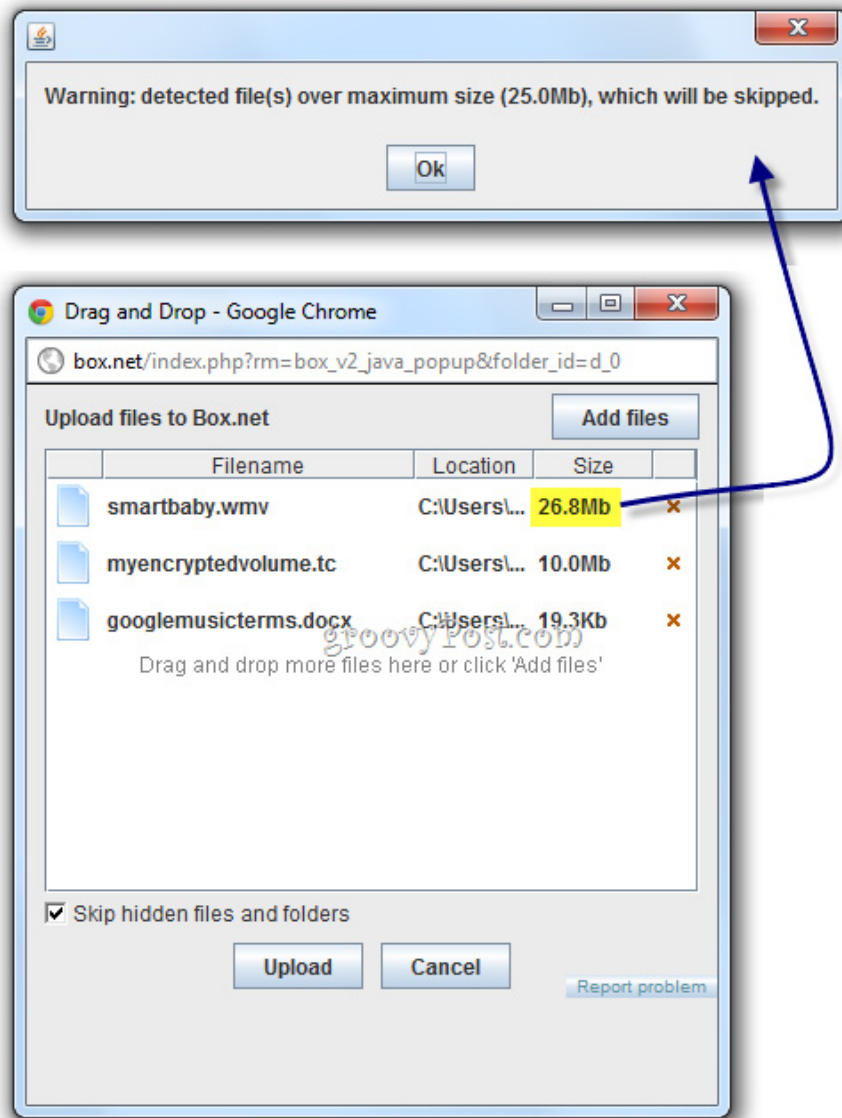 Warning: detected file(s) over maximum size (25.0Mb), which will be skipped.
Ok
Drag and Drop - Google Chrome
box.net/index.php?rm=box_v2_java_popup&folder_id=d_0
Upload files to Box.net Add files
Filename Location Size
smartbaby.wmv C:\Users\... 26.8Mb
myencryptedvolume.tc C:\Users\... 10.0Mb
googlemusicterms.docx C:\Users\... 19.3Kb
groovyPost.com
Drag and drop more files here or click 'Add files'
Skip hidden files and folders
Upload Cancel
Report problem